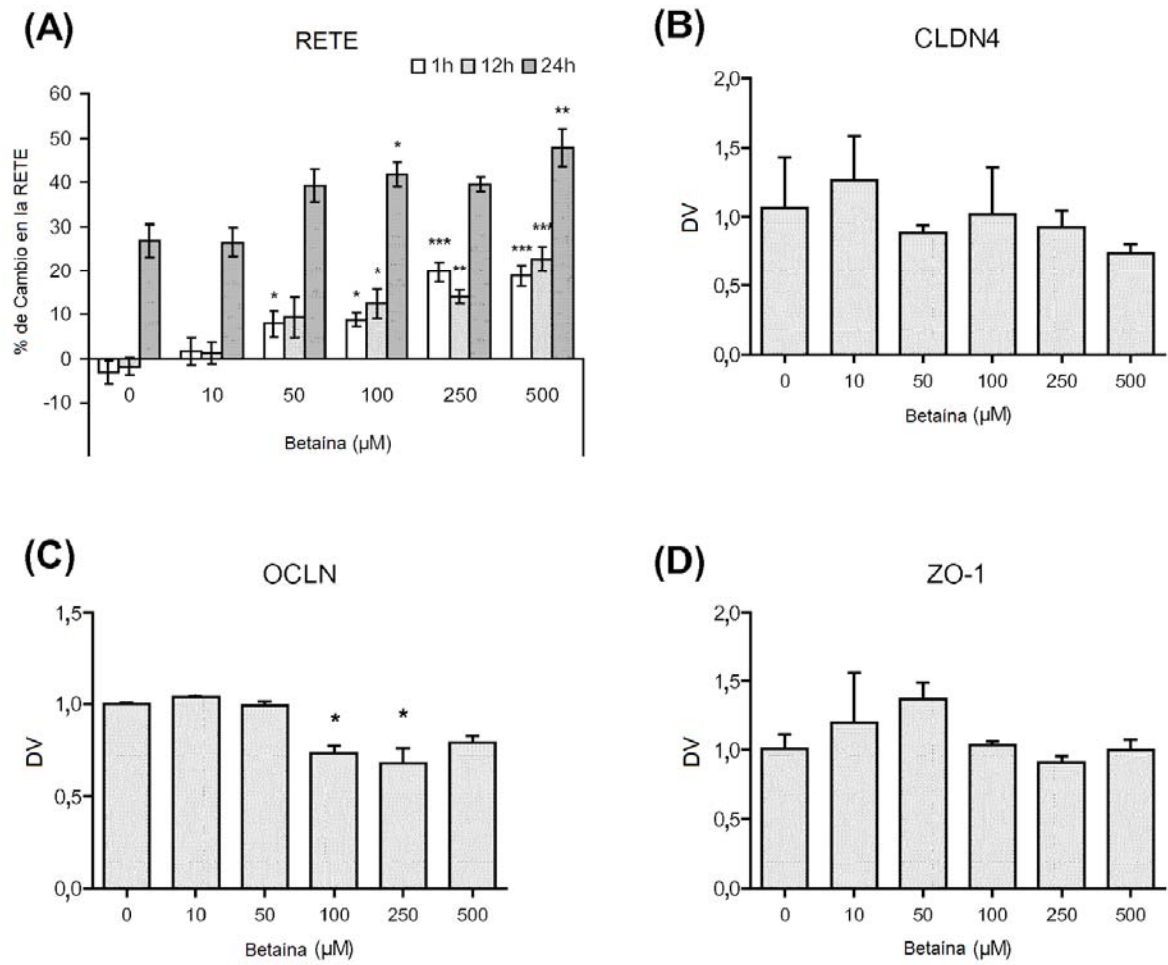 (A)
RETE
1h 12h 24h
% de Cambio en la RETE
60
50
40
30
20
10
0
-10
* * * * *** ** *** *** **
0 10 50 100 250 500
Betaína (µM)
(B)
CLDN4
DV
2,0
1,5
1,0
0,5
0,0
0 10 50 100 250 500
Betaína (µM)
(C)
OCLN
DV
1,5
1,0
0,5
0,0
* *
0 10 50 100 250 500
Betaína (µM)
(D)
ZO-1
DV
2,0
1,5
1,0
0,5
0,0
0 10 50 100 250 500
Betaína (µM)